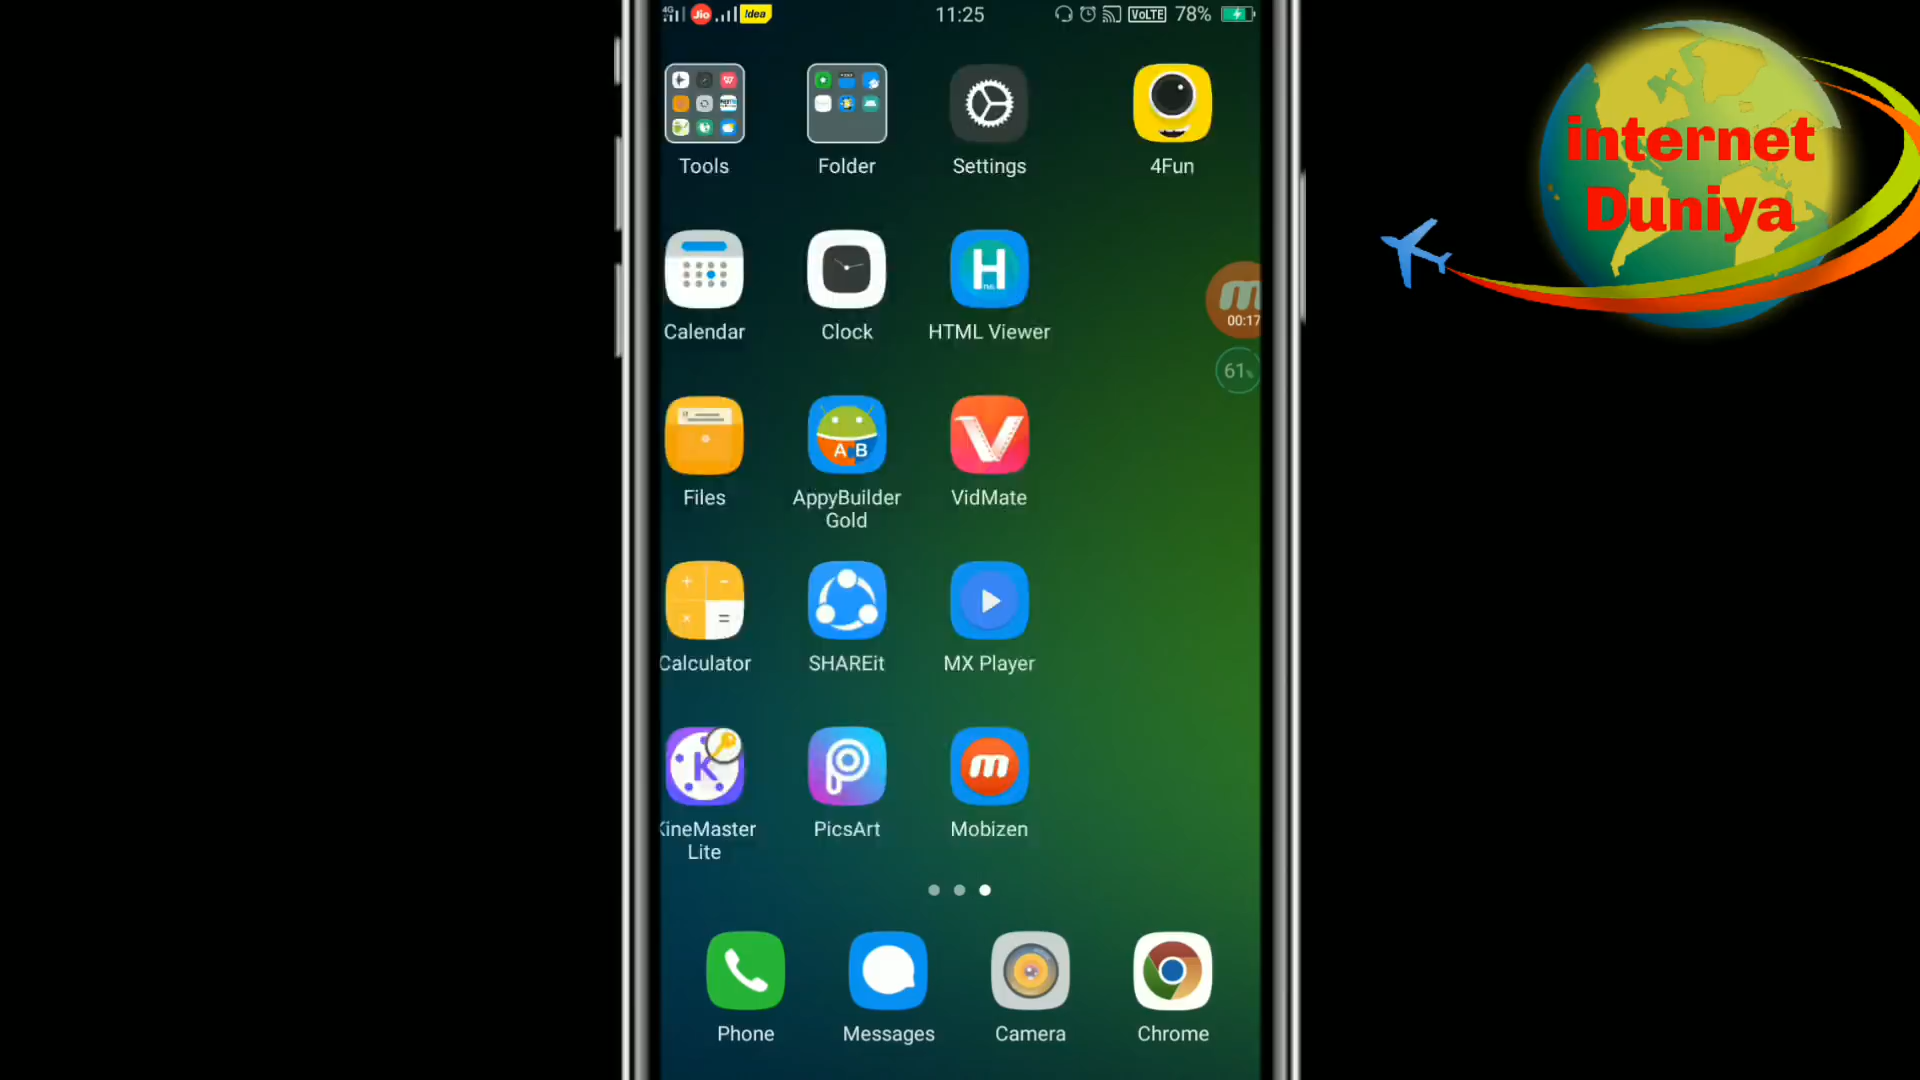 4G Jio Idea 11:25 VoLTE 78%
Tools Folder Settings 4Fun
internet
Duniya
Calendar Clock HTML Viewer
00:17
61%
Files AppyBuilder
Gold VidMate
Calculator SHAREit MX Player
KineMaster
Lite PicsArt Mobizen
Phone Messages Camera Chrome